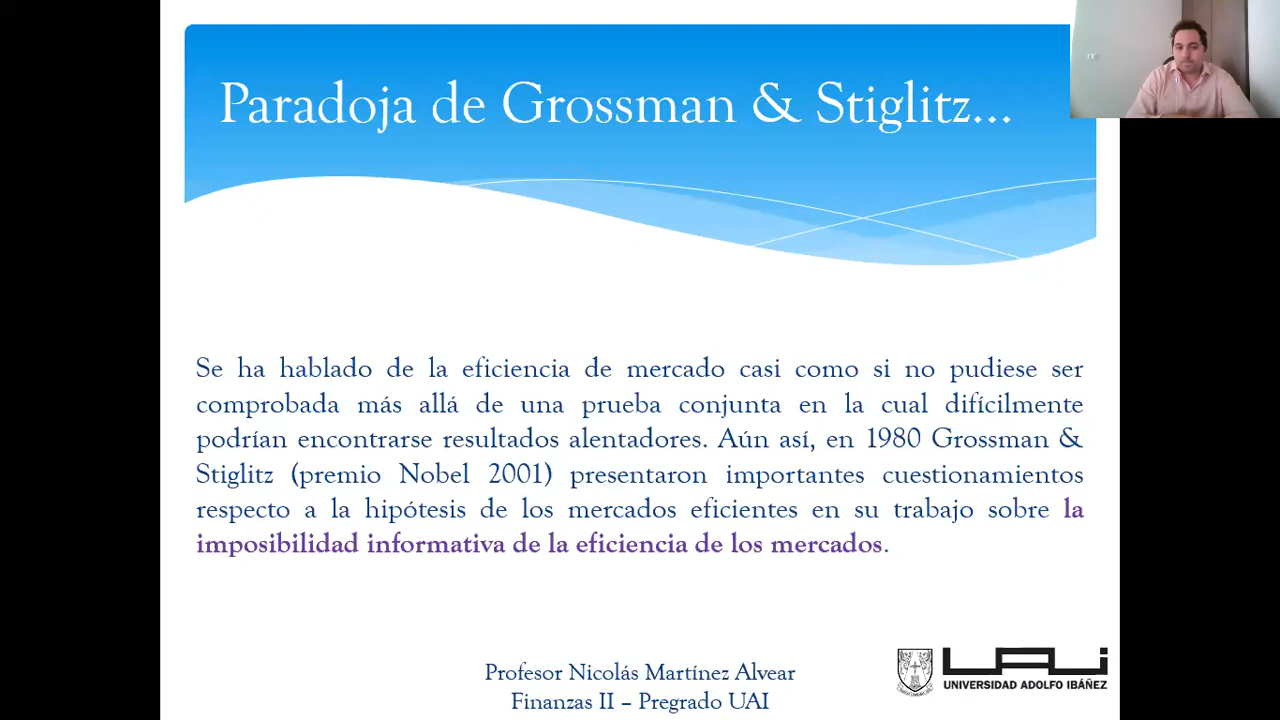 Paradoja de Grossman & Stiglitz...
Se ha hablado de la eficiencia de mercado casi como si no pudiese ser
comprobada más allá de una prueba conjunta en la cual difícilmente
podrían encontrarse resultados alentadores. Aún así, en 1980 Grossman &
Stiglitz (premio Nobel 2001) presentaron importantes cuestionamientos
respecto a la hipótesis de los mercados eficientes en su trabajo sobre la
imposibilidad informativa de la eficiencia de los mercados.
Profesor Nicolás Martínez Alvear
Finanzas II – Pregrado UAI
UAI
UNIVERSIDAD ADOLFO IBÁÑEZ